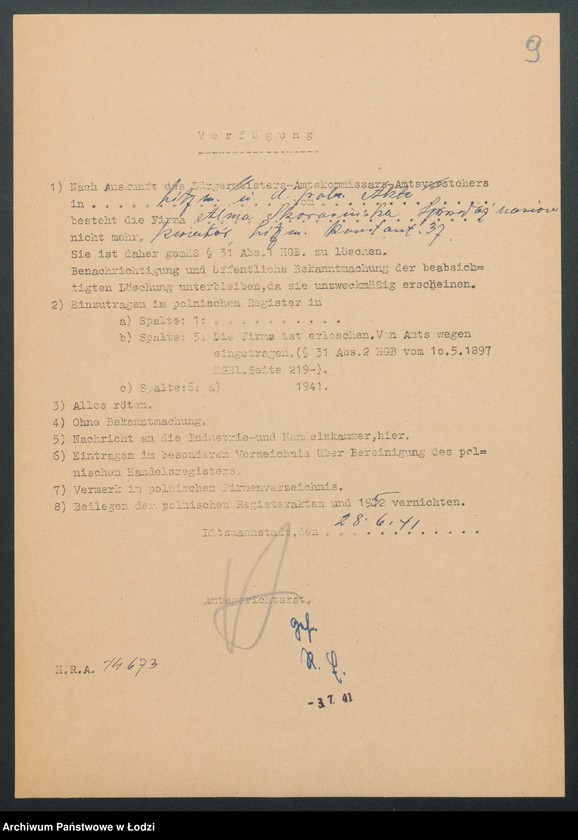 9
Verfügung
1) Nach Auskunft des Bürgermeisters-Amtskommissars-Amtsvorstehers
in . . . Litzm. u. d. poln. Akte
besteht die Firma Alma Skorasińska, Sprzedaż nasion
nicht mehr. kwiatów Litzm. Konstant. 37.
Sie ist daher gemäß § 31 Abs.1 HGB. zu löschen.
Benachrichtigung und öffentliche Bekanntmachung der beabsich=
tigten Löschung unterbleiben,da sie unzweckmäßig erscheinen.
2) Einzutragen im polnischen Register in
a) Spalte: 1: . . . . . . . . . .
b) Spalte: 5: Die Firma ist erloschen.Von Amts wegen
eingetragen.(§ 31 Abs.2 HGB vom 10.5.1897
RGBl.Seite 219-).
c) Spalte:6: a) 1941.
3) Alles röten.
4) Ohne Bekanntmachung.
5) Nachricht an die Industrie-und Handelskammer,hier.
6) Eintragen im besonderen Verzeichnis über Bereinigung des pol=
nischen Handelsregisters.
7) Vermerk im polnischen Firmenverzeichnis.
8) Beilegen der polnischen Registerakten und 1952 vernichten.
Litzmannstadt,den 28.6.41
Amtsgerichtsrat.
gef.
H.R.A. 14673
-3.7. 41
Archiwum Państwowe w Łodzi